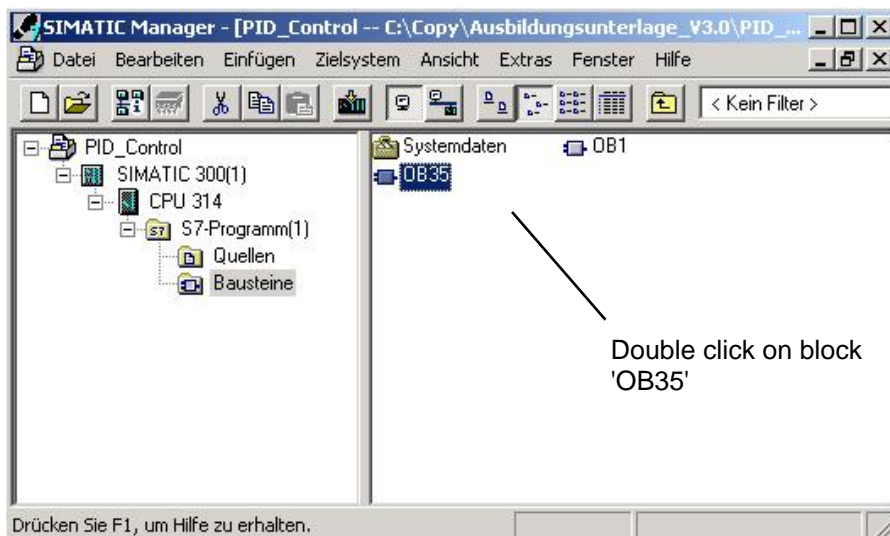 SIMATIC Manager - [PID_Control -- C:\Copy\Ausbildungsunterlage_V3.0\PID_...
Datei Bearbeiten Einfügen Zielsystem Ansicht Extras Fenster Hilfe
< Kein Filter >
PID_Control
SIMATIC 300(1)
CPU 314
S7-Programm(1)
Quellen
Bausteine
Systemdaten OB1
OB35
Double click on block
'OB35'
Drücken Sie F1, um Hilfe zu erhalten.